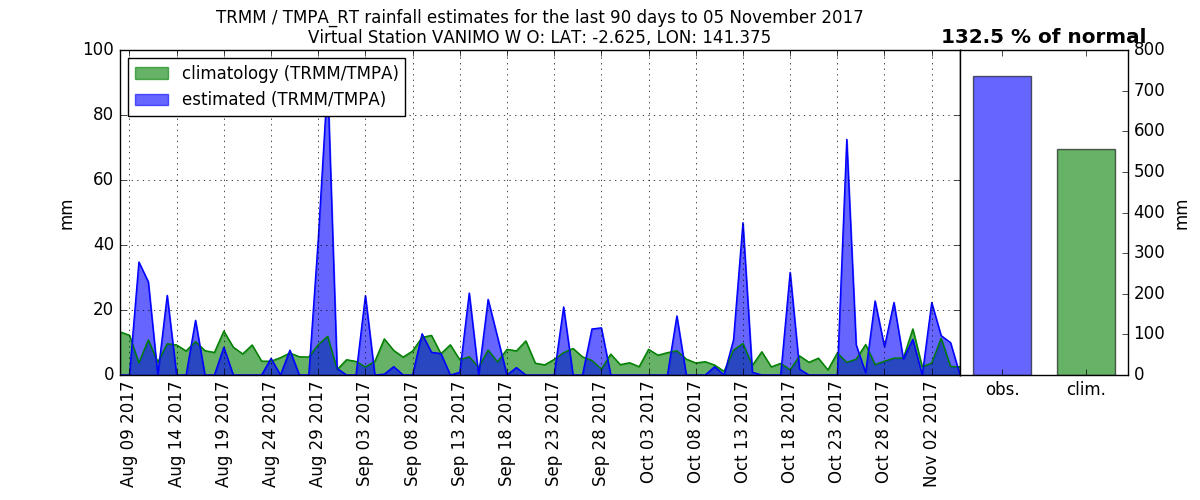 TRMM / TMPA_RT rainfall estimates for the last 90 days to 05 November 2017
Virtual Station VANIMO W O: LAT: -2.625, LON: 141.375
132.5 % of normal
climatology (TRMM/TMPA)
estimated (TRMM/TMPA)
100
80
60
40
20
0
mm
Aug 09 2017
Aug 14 2017
Aug 19 2017
Aug 24 2017
Aug 29 2017
Sep 03 2017
Sep 08 2017
Sep 13 2017
Sep 18 2017
Sep 23 2017
Sep 28 2017
Oct 03 2017
Oct 08 2017
Oct 13 2017
Oct 18 2017
Oct 23 2017
Oct 28 2017
Nov 02 2017
800
700
600
500
400
300
200
100
0
mm
obs.
clim.